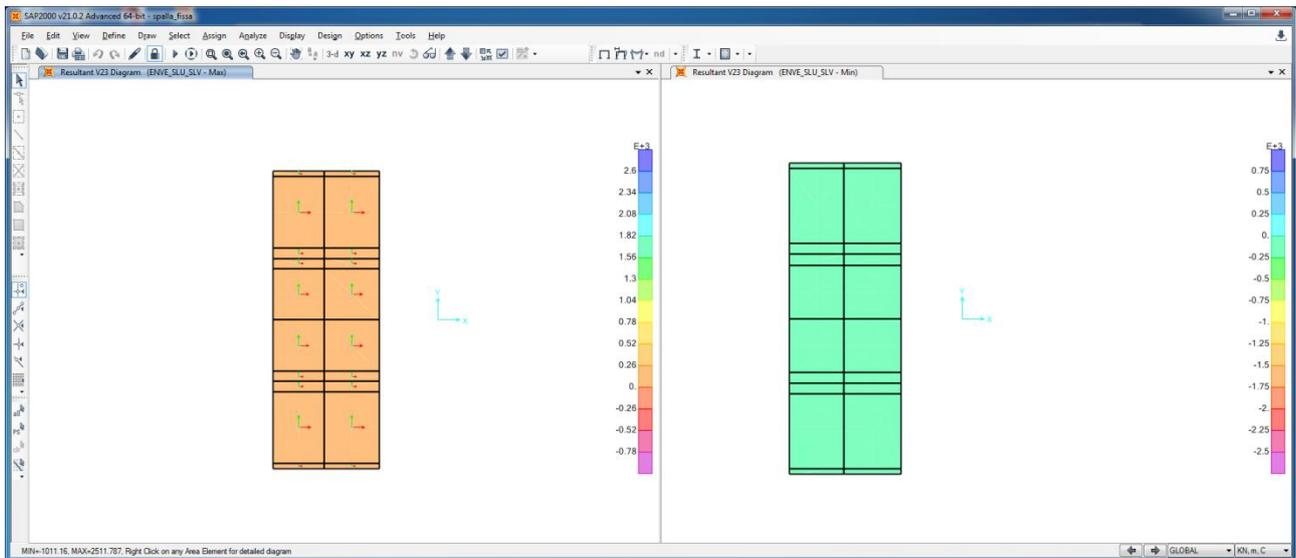 SAP2000 v21.0.2 Advanced 64-bit - spalla_fissa
File Edit View Define Draw Select Assign Analyze Display Design Options Tools Help
3-d xy xz yz nv
nd
Resultant V23 Diagram (ENVE_SLU_SLV - Max)
Resultant V23 Diagram (ENVE_SLU_SLV - Min)
E+3
2.6
2.34
2.08
1.82
1.56
1.3
1.04
0.78
0.52
0.26
0.
-0.26
-0.52
-0.78
Y
X
E+3
0.75
0.5
0.25
0.
-0.25
-0.5
-0.75
-1.
-1.25
-1.5
-1.75
-2.
-2.25
-2.5
Y
X
all
PS
clr
MIN=-1011.16, MAX=2511.787, Right Click on any Area Element for detailed diagram
GLOBAL
KN, m, C